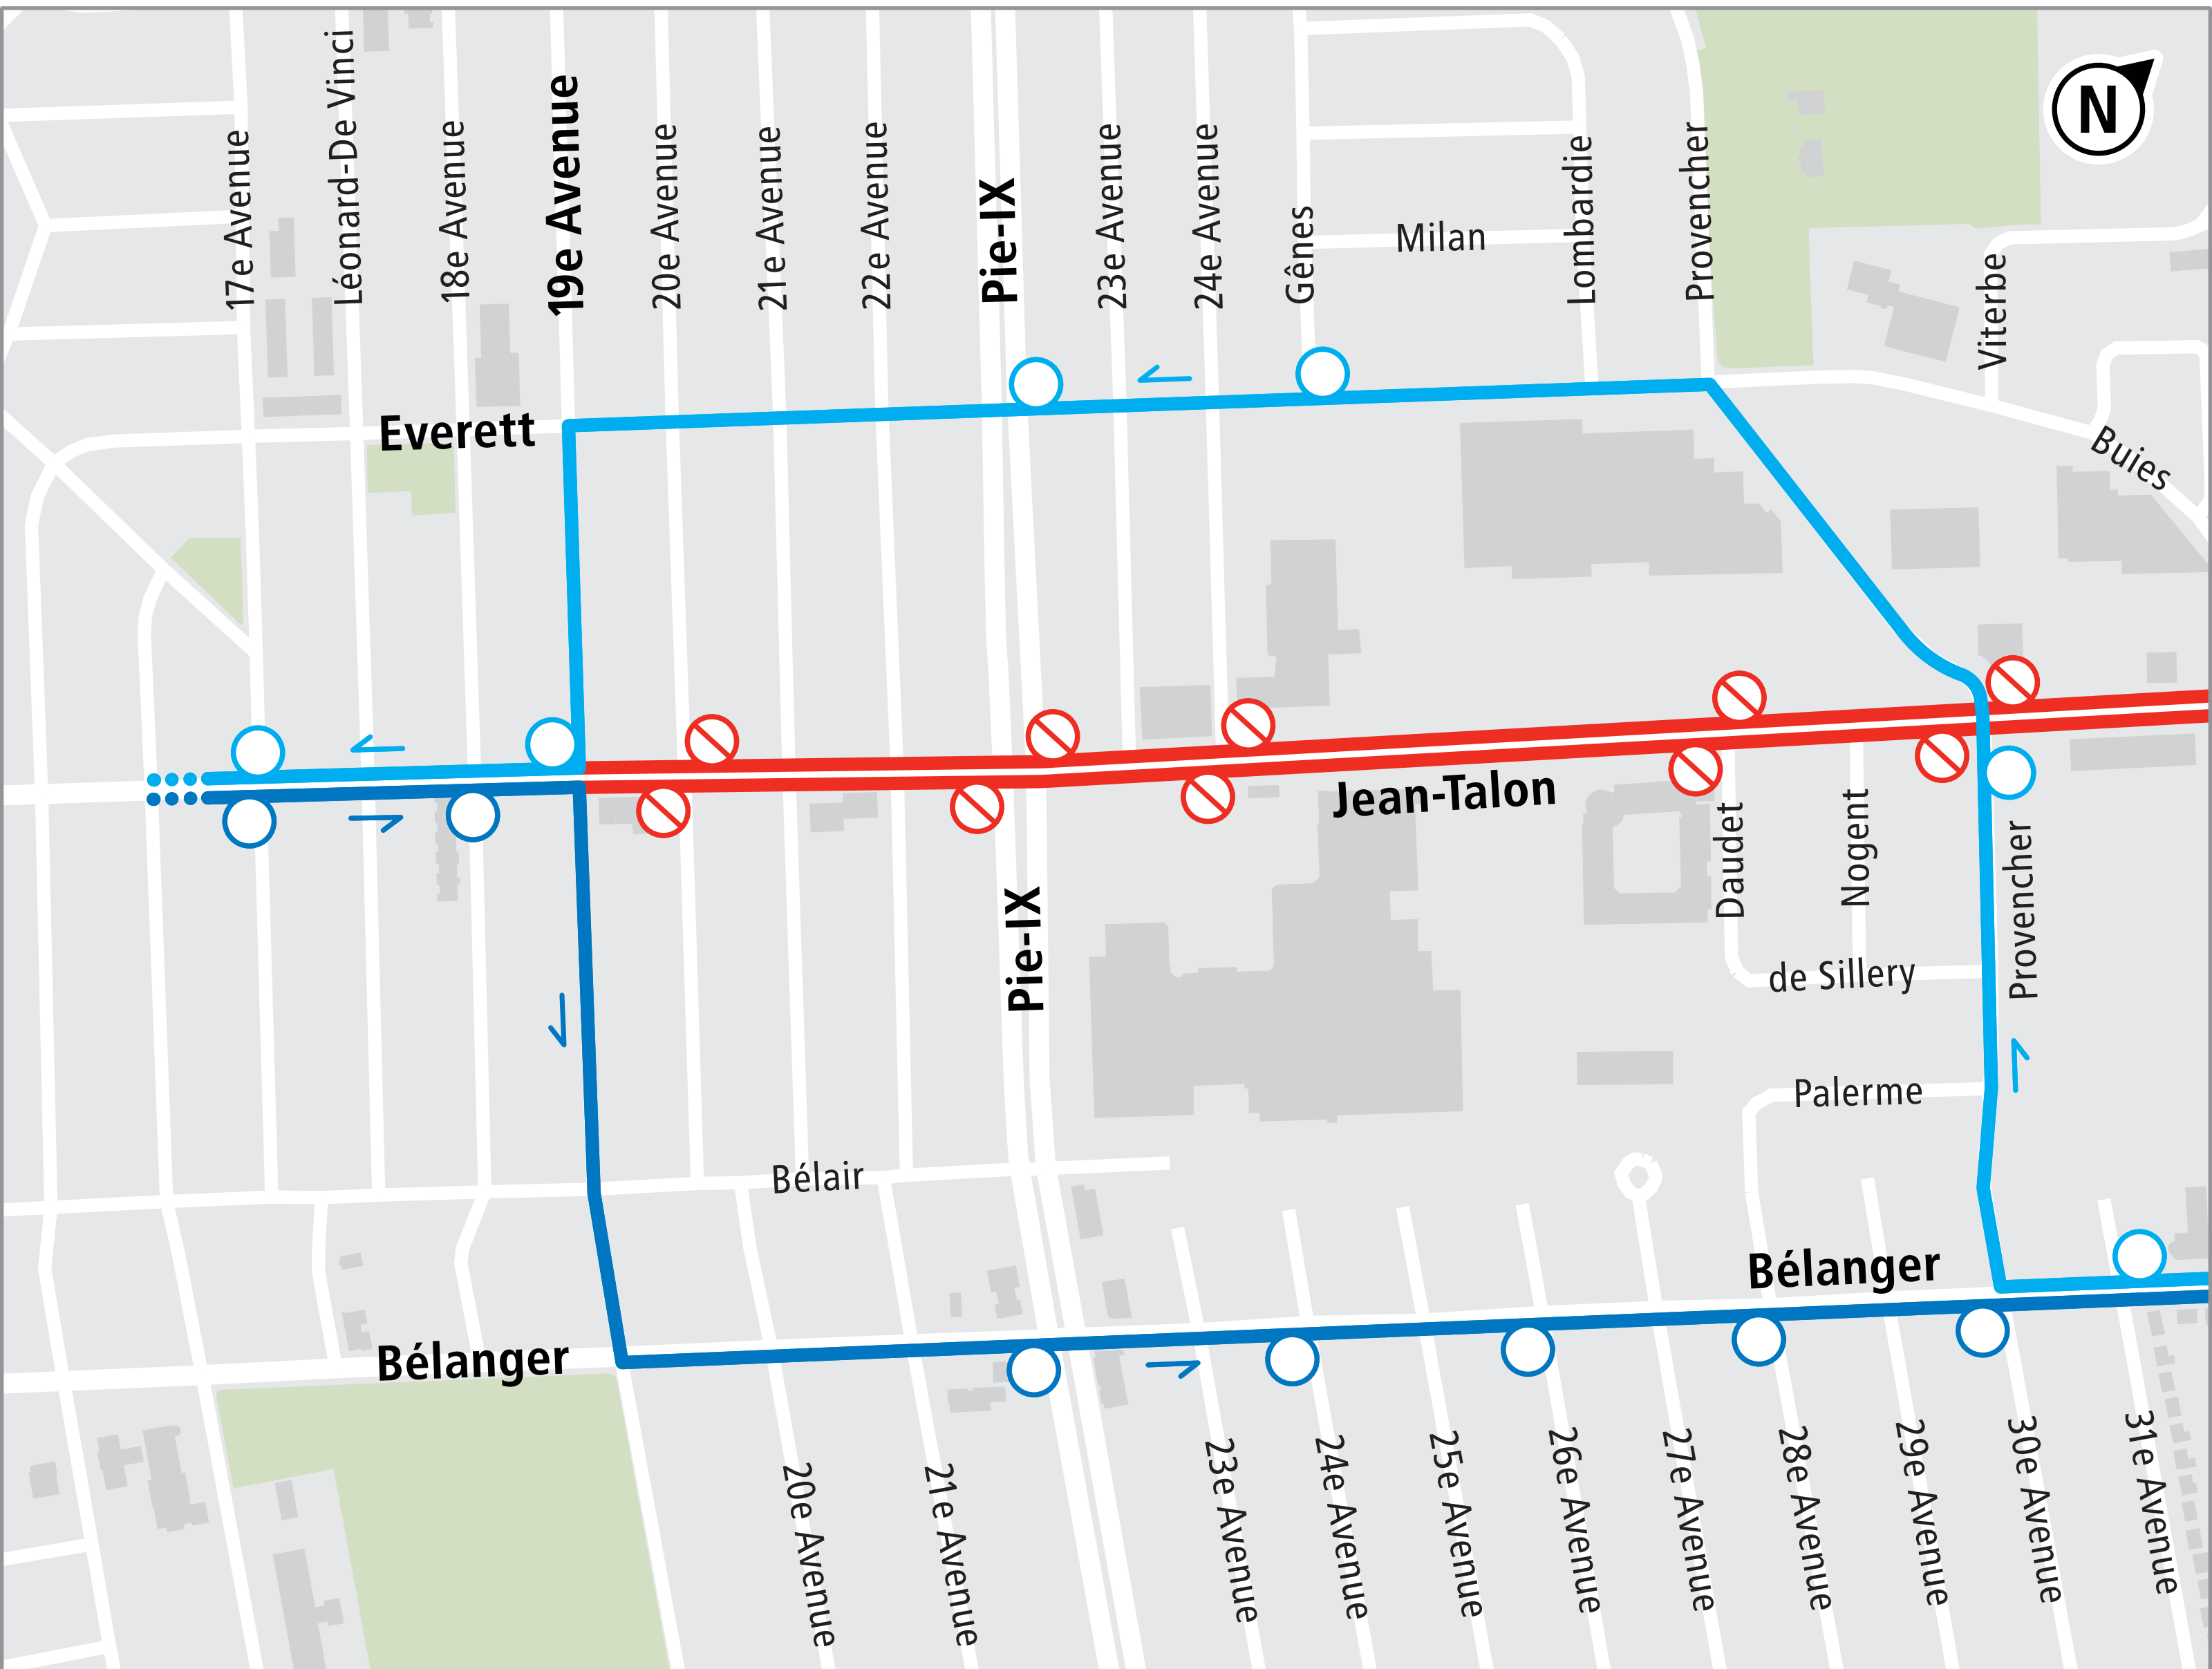 17e Avenue
Léonard-De Vinci
18e Avenue
19e Avenue
20e Avenue
21e Avenue
22e Avenue
Pie-IX
23e Avenue
24e Avenue
Gênes
Milan
Lombardie
Provencher
Viterbe
N
Everett
Buies
Jean-Talon
Pie-IX
Daudet
Nogent
Provencher
de Sillery
Palerme
Bélair
Bélanger
Bélanger
20e Avenue
21e Avenue
23e Avenue
24e Avenue
25e Avenue
26e Avenue
27e Avenue
28e Avenue
29e Avenue
30e Avenue
31e Avenue